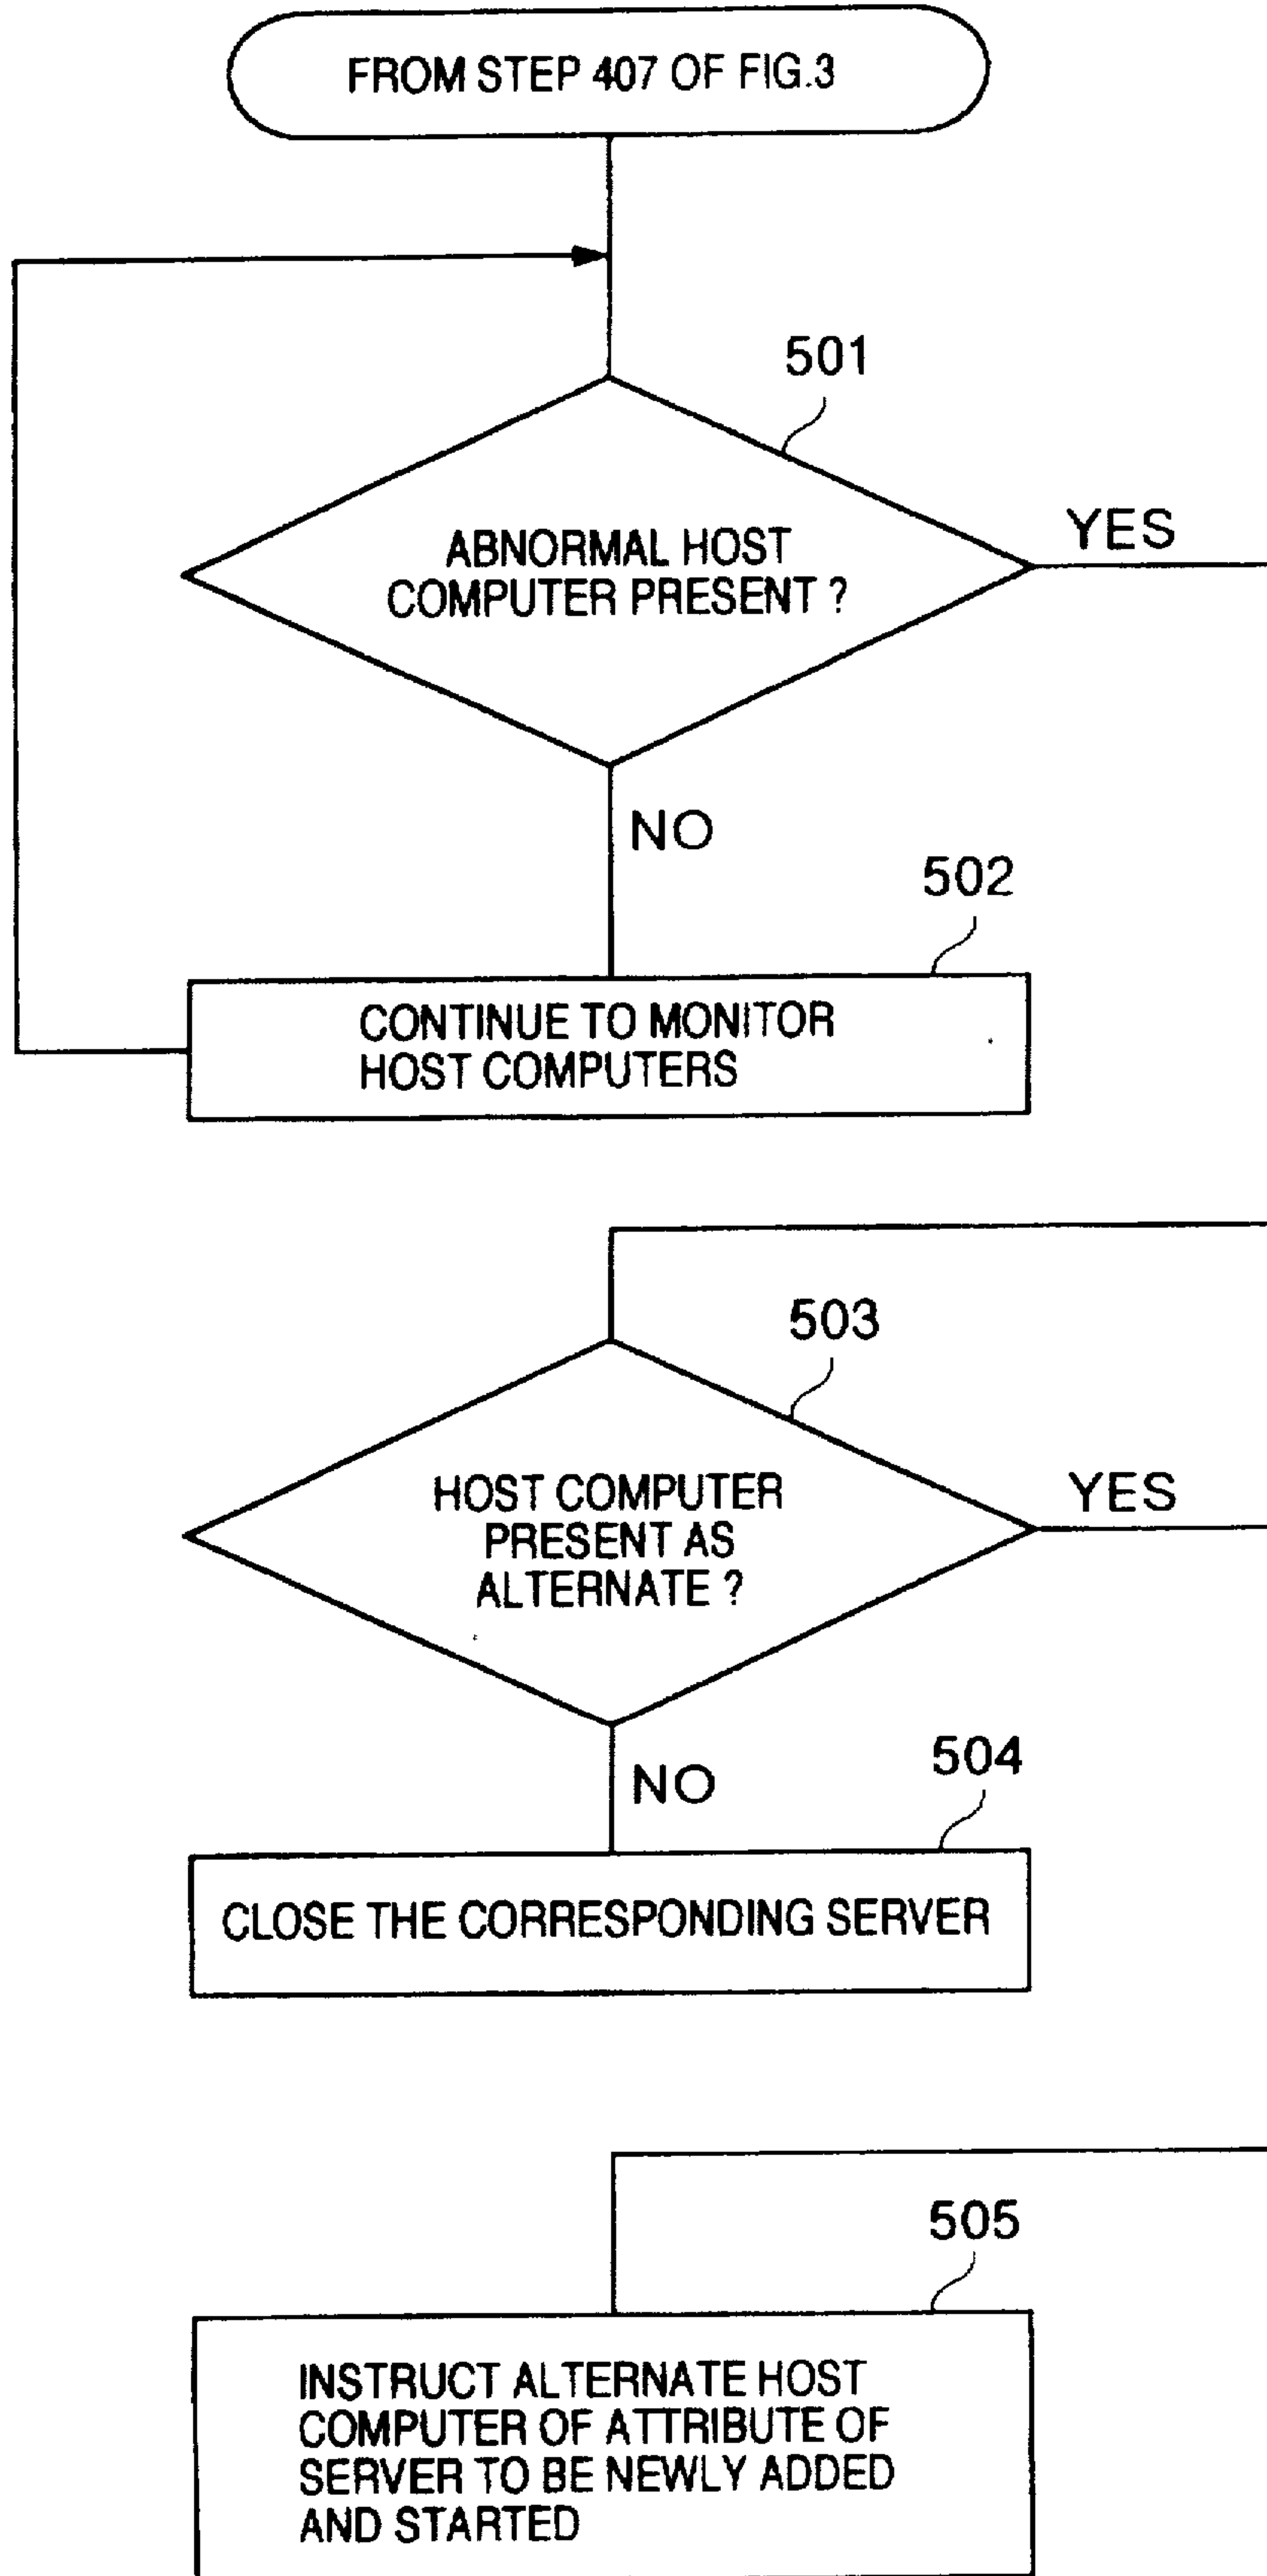 FROM STEP 407 OF FIG.3
501
ABNORMAL HOST
COMPUTER PRESENT ?
YES
NO
502
CONTINUE TO MONITOR
HOST COMPUTERS
503
HOST COMPUTER
PRESENT AS
ALTERNATE ?
YES
NO
504
CLOSE THE CORRESPONDING SERVER
505
INSTRUCT ALTERNATE HOST
COMPUTER OF ATTRIBUTE OF
SERVER TO BE NEWLY ADDED
AND STARTED